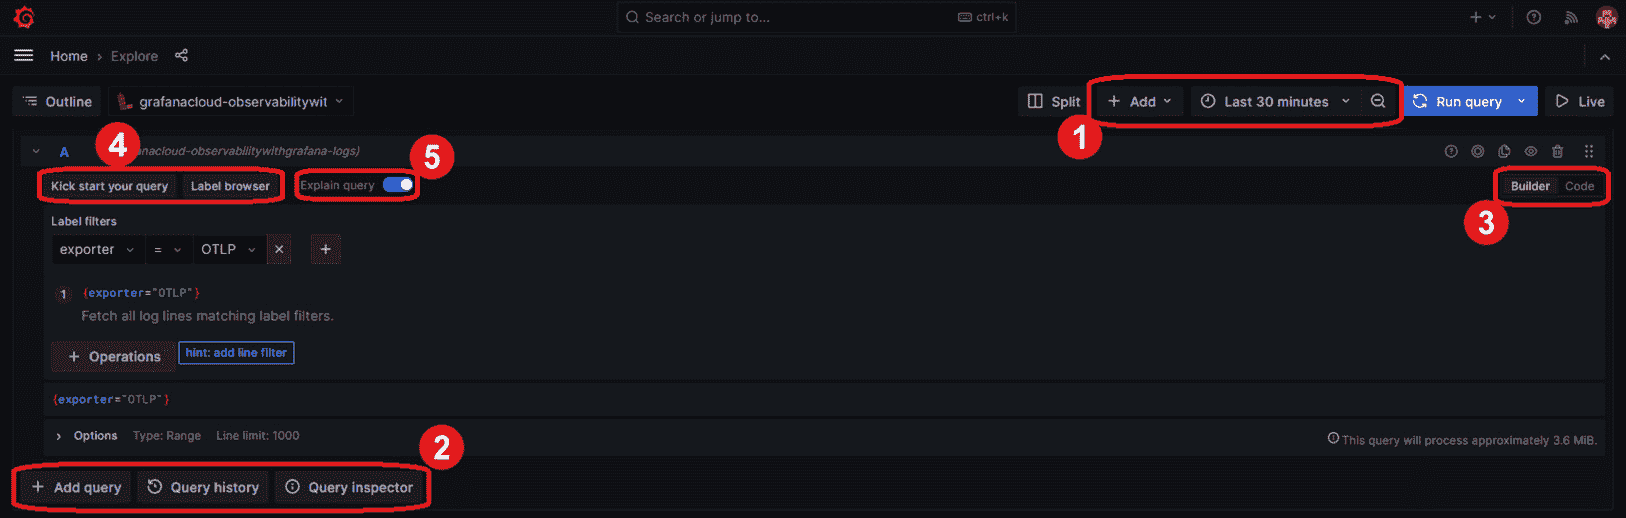 Search or jump to... ctrl+k
Home › Explore
Outline grafanacloud-observabilitywit Split + Add Last 30 minutes Run query Live
1
4
5
A anacloud-observabilitywithgrafana-logs)
Kick start your query Label browser Explain query Builder Code
3
Label filters
exporter = OTLP × +
1 {exporter="OTLP"}
Fetch all log lines matching label filters.
+ Operations hint: add line filter
{exporter="OTLP"}
› Options Type: Range Line limit: 1000 This query will process approximately 3.6 MiB.
2
+ Add query Query history Query inspector